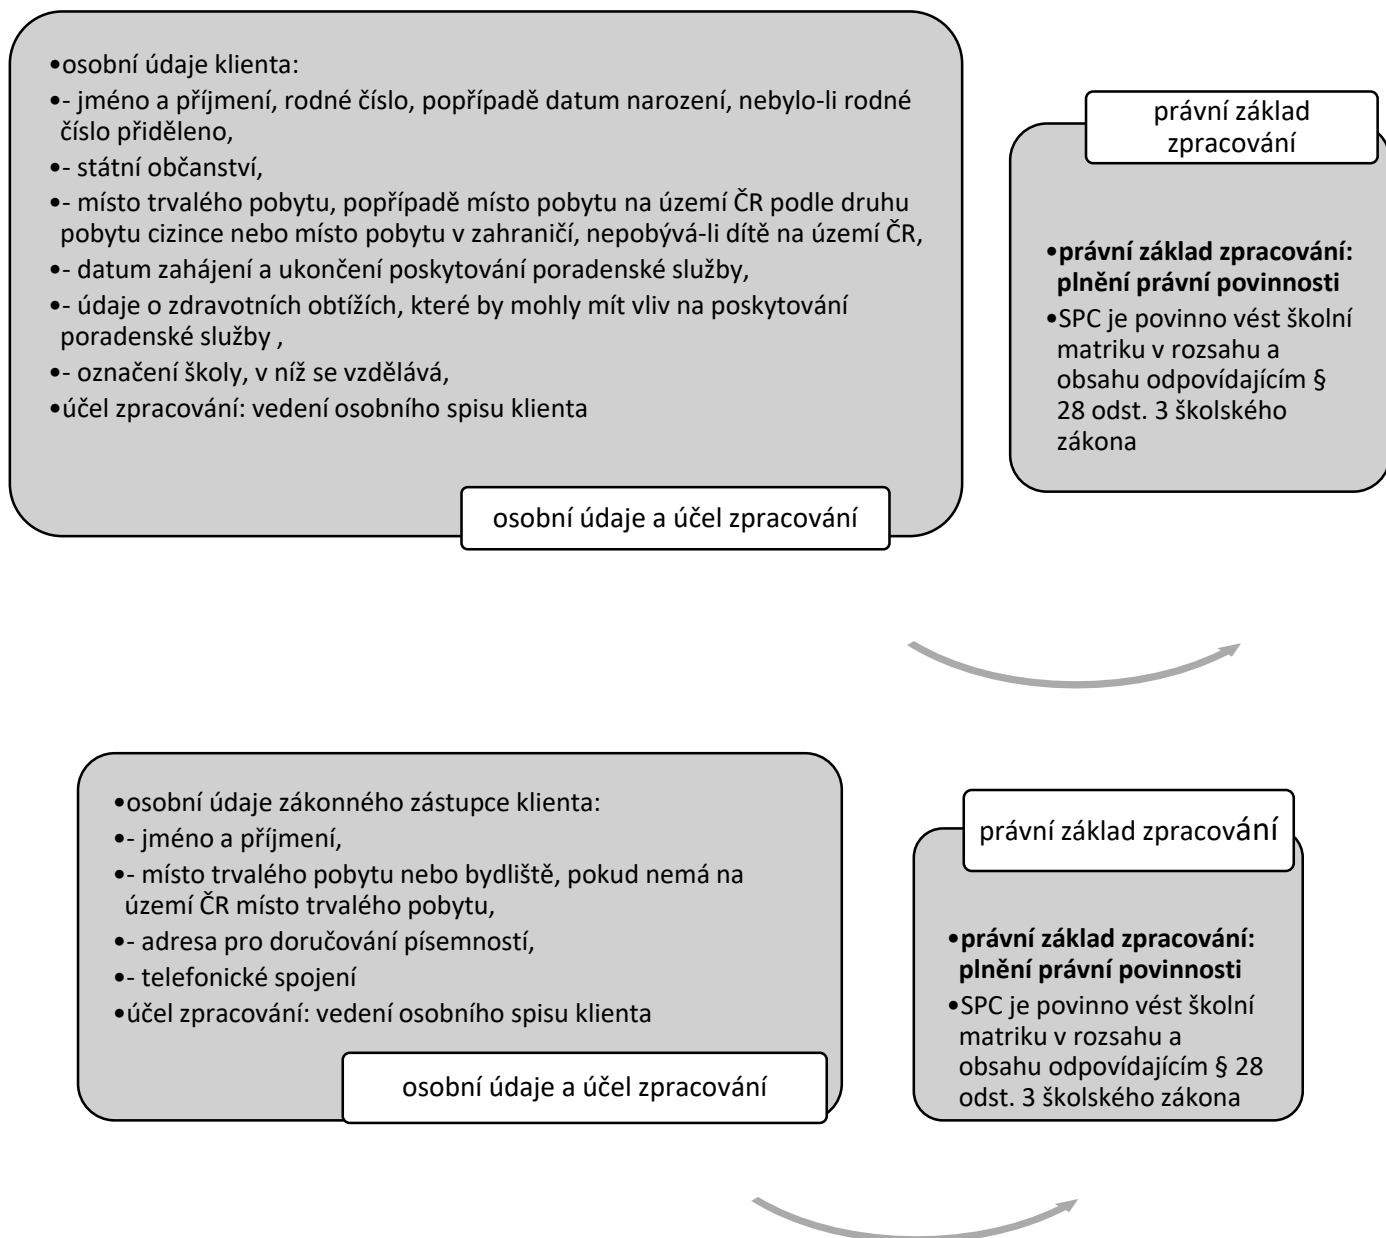 •osobní údaje klienta:
•- jméno a příjmení, rodné číslo, popřípadě datum narození, nebylo-li rodné
číslo přiděleno,
•- státní občanství,
•- místo trvalého pobytu, popřípadě místo pobytu na území ČR podle druhu
pobytu cizince nebo místo pobytu v zahraničí, nepobývá-li dítě na území ČR,
•- datum zahájení a ukončení poskytování poradenské služby,
•- údaje o zdravotních obtížích, které by mohly mít vliv na poskytování
poradenské služby ,
•- označení školy, v níž se vzdělává,
•účel zpracování: vedení osobního spisu klienta
osobní údaje a účel zpracování
právní základ
zpracování
•právní základ zpracování:
plnění právní povinnosti
•SPC je povinno vést školní
matriku v rozsahu a
obsahu odpovídajícím §
28 odst. 3 školského
zákona
•osobní údaje zákonného zástupce klienta:
•- jméno a příjmení,
•- místo trvalého pobytu nebo bydliště, pokud nemá na
území ČR místo trvalého pobytu,
•- adresa pro doručování písemností,
•- telefonické spojení
•účel zpracování: vedení osobního spisu klienta
osobní údaje a účel zpracování
právní základ zpracování
•právní základ zpracování:
plnění právní povinnosti
•SPC je povinno vést školní
matriku v rozsahu a
obsahu odpovídajícím § 28
odst. 3 školského zákona